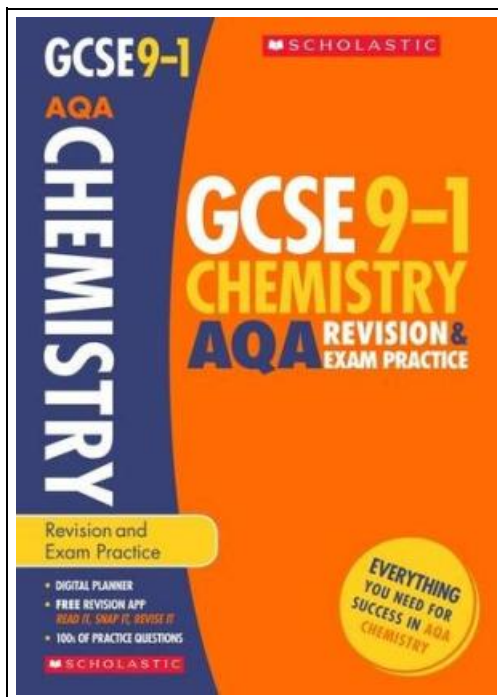 GCSE 9–1
AQA
CHEMISTRY
SCHOLASTIC
GCSE 9–1
CHEMISTRY
AQA REVISION &
EXAM PRACTICE
Revision and
Exam Practice
• DIGITAL PLANNER
• FREE REVISION APP
READ IT, SNAP IT, REVISE IT
• 100s OF PRACTICE QUESTIONS
SCHOLASTIC
EVERYTHING
YOU NEED FOR
SUCCESS IN AQA
CHEMISTRY